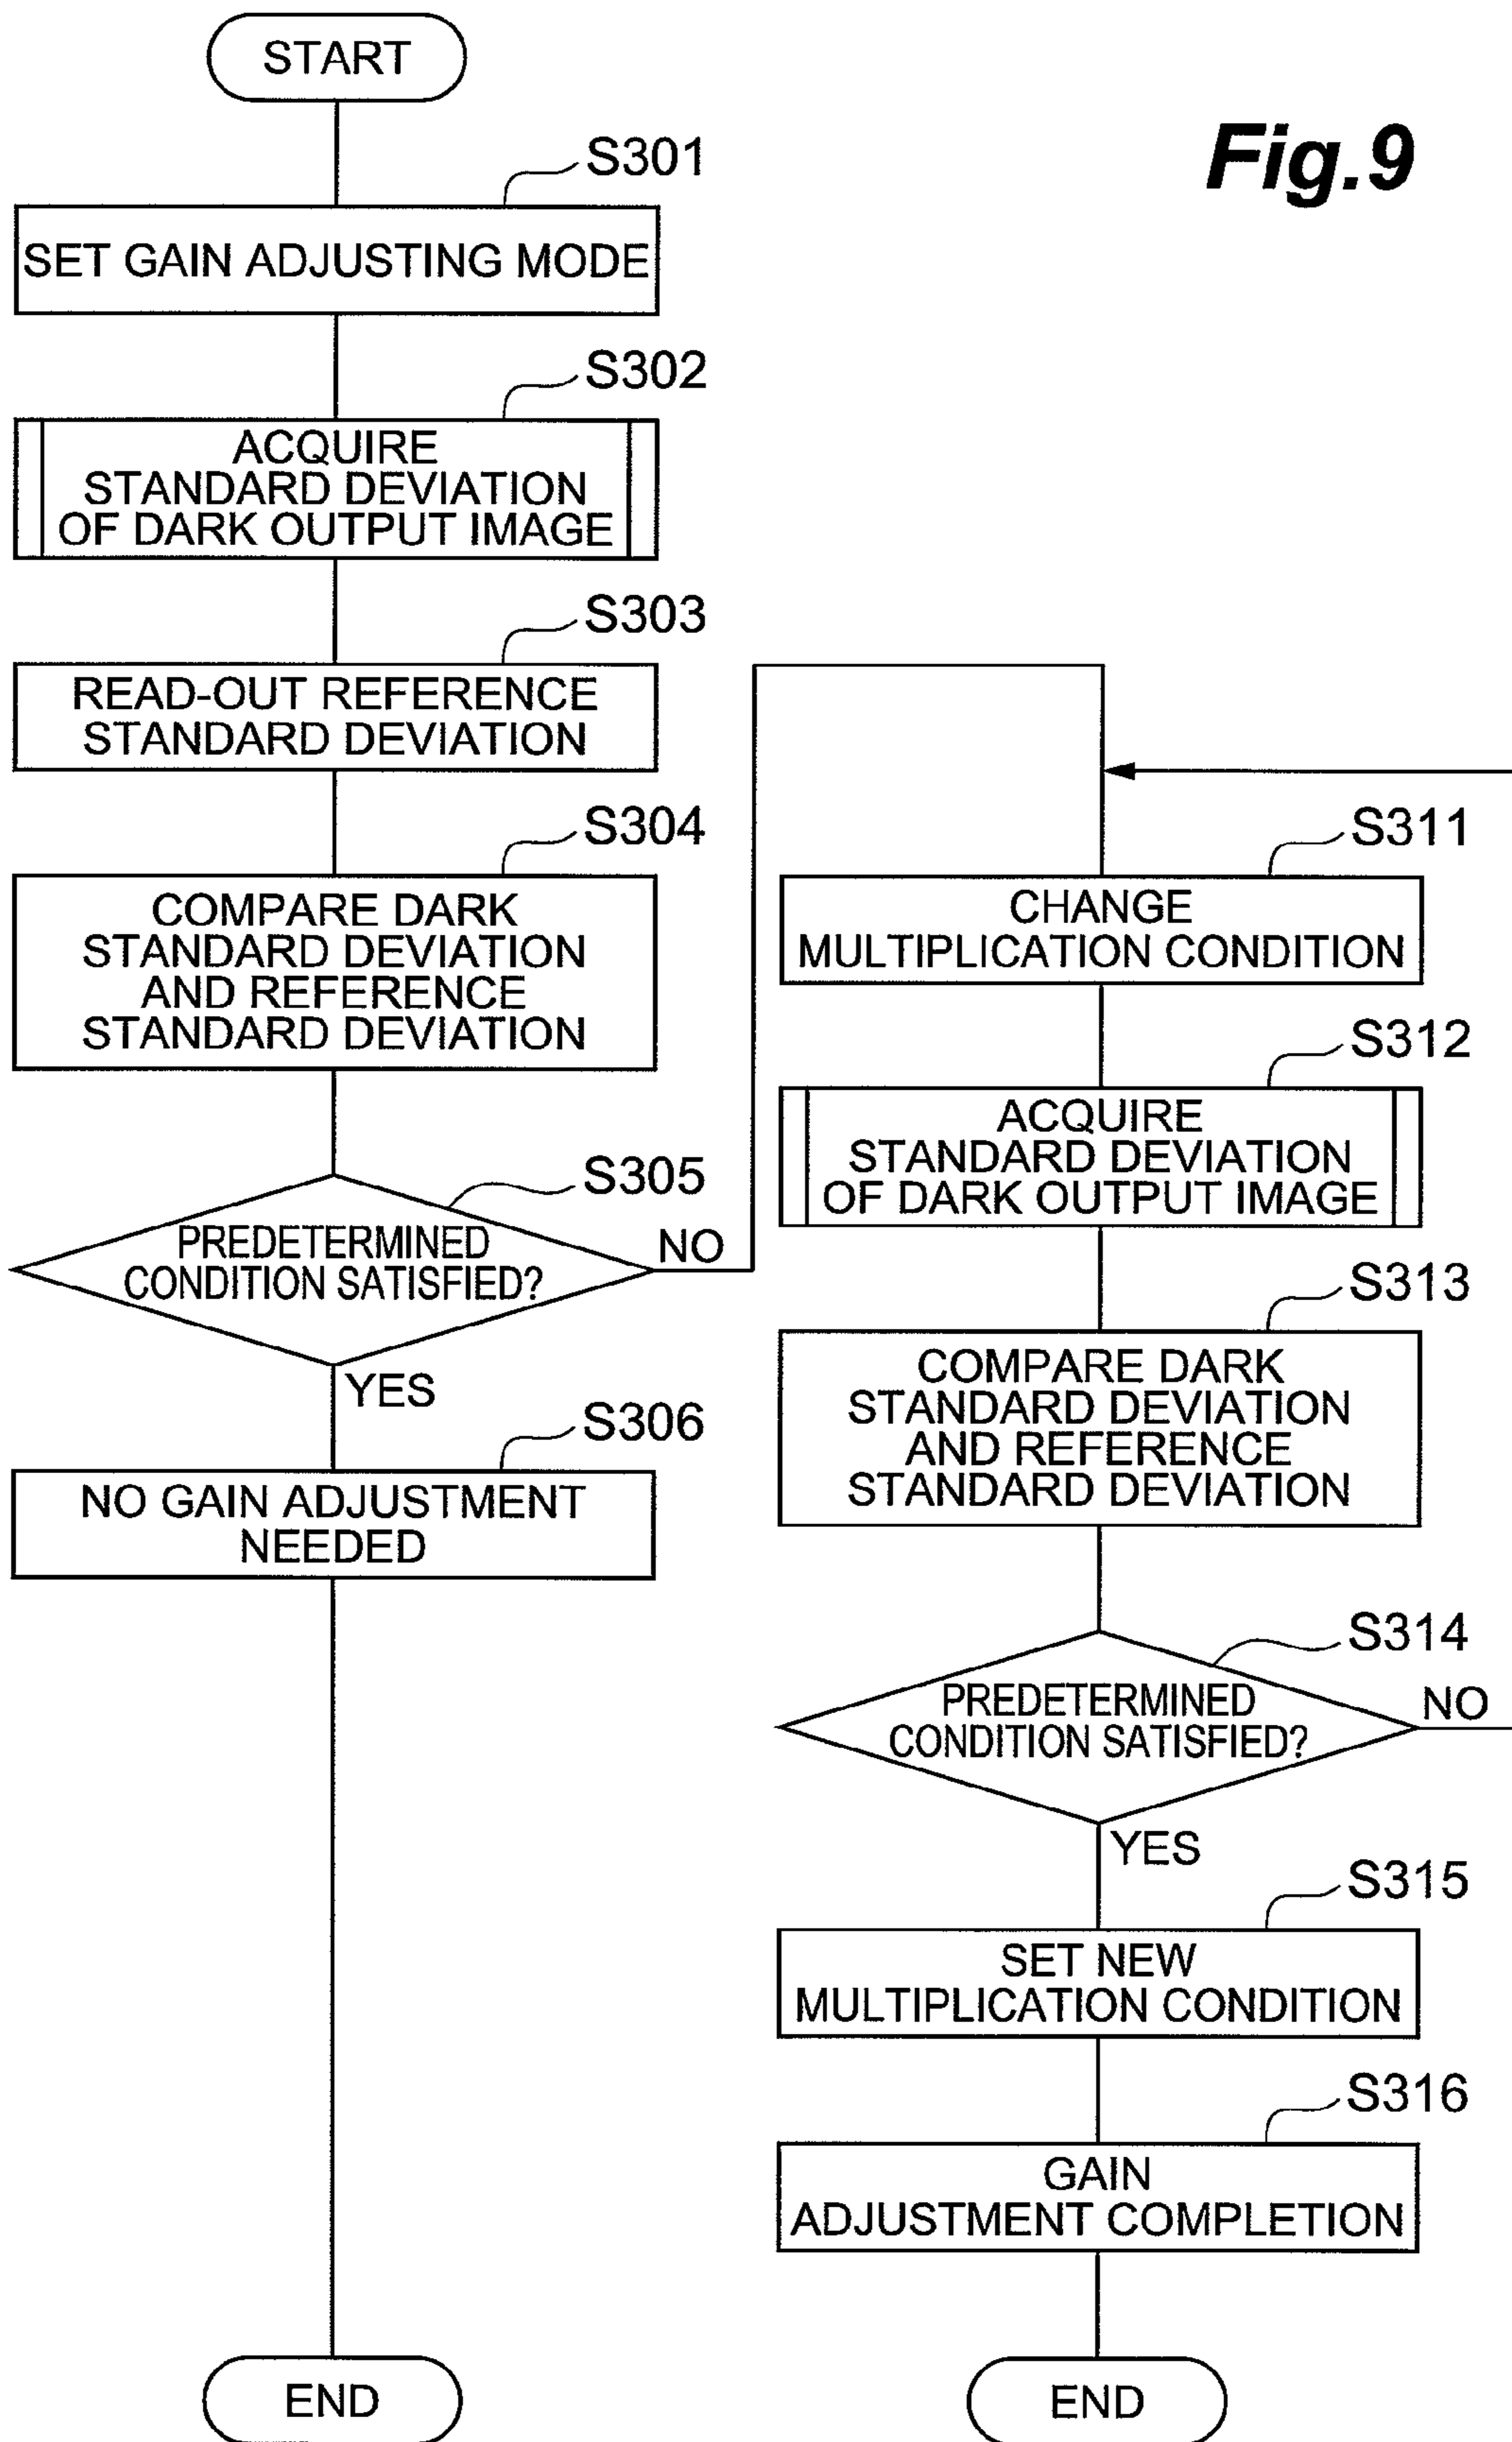 START
Fig.9
S301
SET GAIN ADJUSTING MODE
S302
ACQUIRE
STANDARD DEVIATION
OF DARK OUTPUT IMAGE
S303
READ-OUT REFERENCE
STANDARD DEVIATION
S304
COMPARE DARK
STANDARD DEVIATION
AND REFERENCE
STANDARD DEVIATION
S305
PREDETERMINED
CONDITION SATISFIED?
NO
YES
S306
NO GAIN ADJUSTMENT
NEEDED
END
S311
CHANGE
MULTIPLICATION CONDITION
S312
ACQUIRE
STANDARD DEVIATION
OF DARK OUTPUT IMAGE
S313
COMPARE DARK
STANDARD DEVIATION
AND REFERENCE
STANDARD DEVIATION
S314
PREDETERMINED
CONDITION SATISFIED?
NO
YES
S315
SET NEW
MULTIPLICATION CONDITION
S316
GAIN
ADJUSTMENT COMPLETION
END